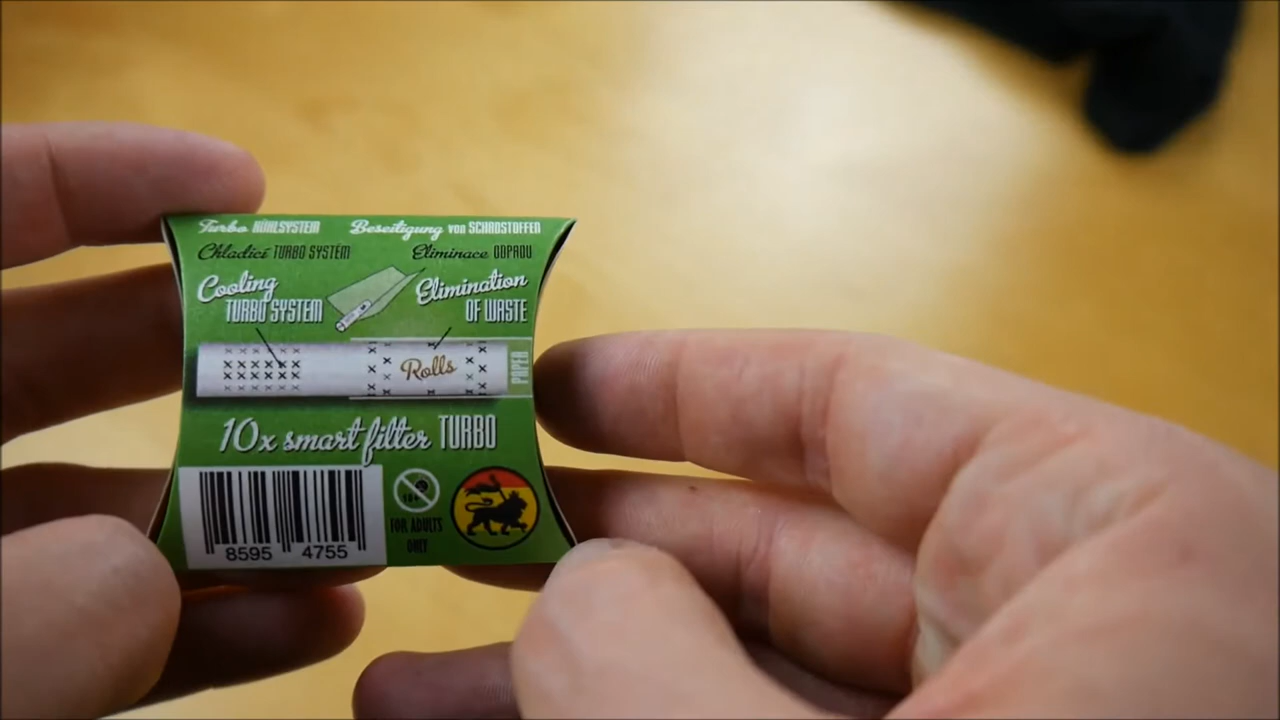 Turbo KÜHLSYSTEM Beseitigung von SCHADSTOFFEN
Chladicí TURBO SYSTÉM Eliminace ODPADU
Cooling TURBO SYSTEM
Elimination OF WASTE
Rolls
PAPER
10x smart filter TURBO
8595 4755
FOR ADULTS
ONLY